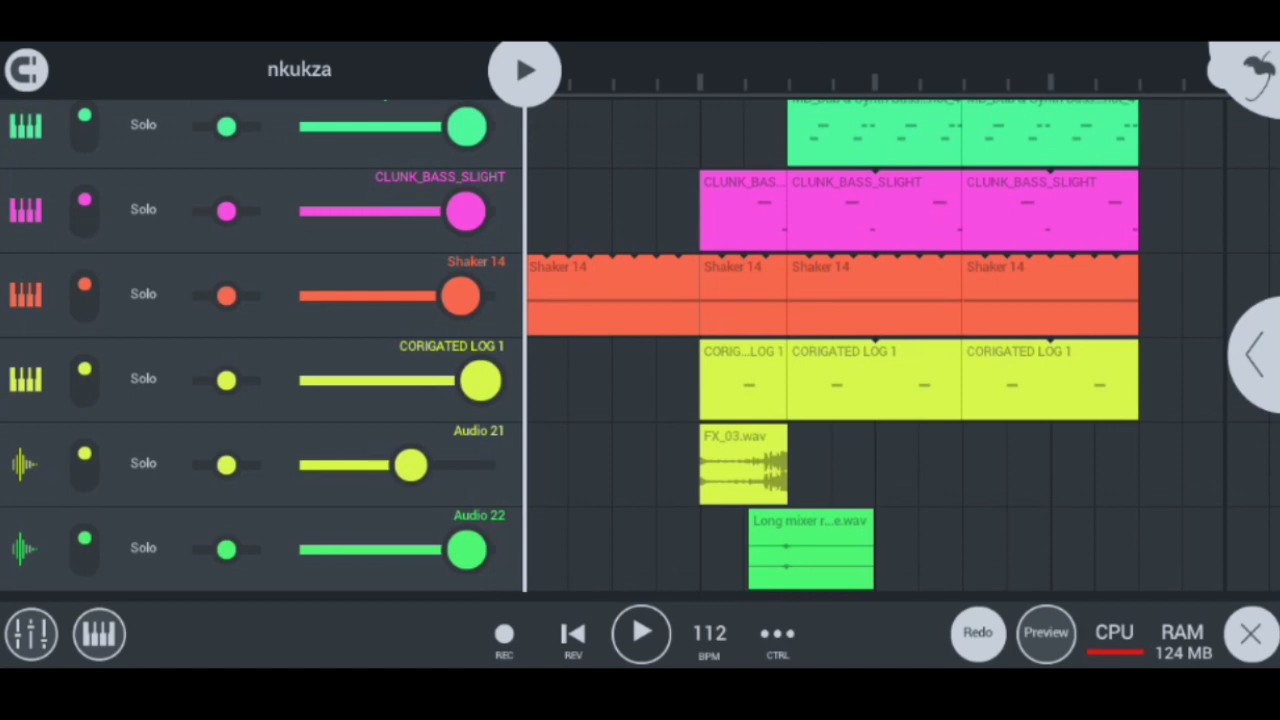 nkukza
Solo
CLUNK_BASS_SLIGHT
Solo
CLUNK_BAS... CLUNK_BASS_SLIGHT CLUNK_BASS_SLIGHT
Shaker 14
Solo
Shaker 14 Shaker 14 Shaker 14 Shaker 14
CORIGATED LOG 1
Solo
CORIG...LOG 1 CORIGATED LOG 1 CORIGATED LOG 1
Audio 21
Solo
FX_03.wav
Audio 22
Solo
Long mixer r...e.wav
REC
REV
112
BPM
CTRL
Redo
Preview
CPU
RAM
124 MB